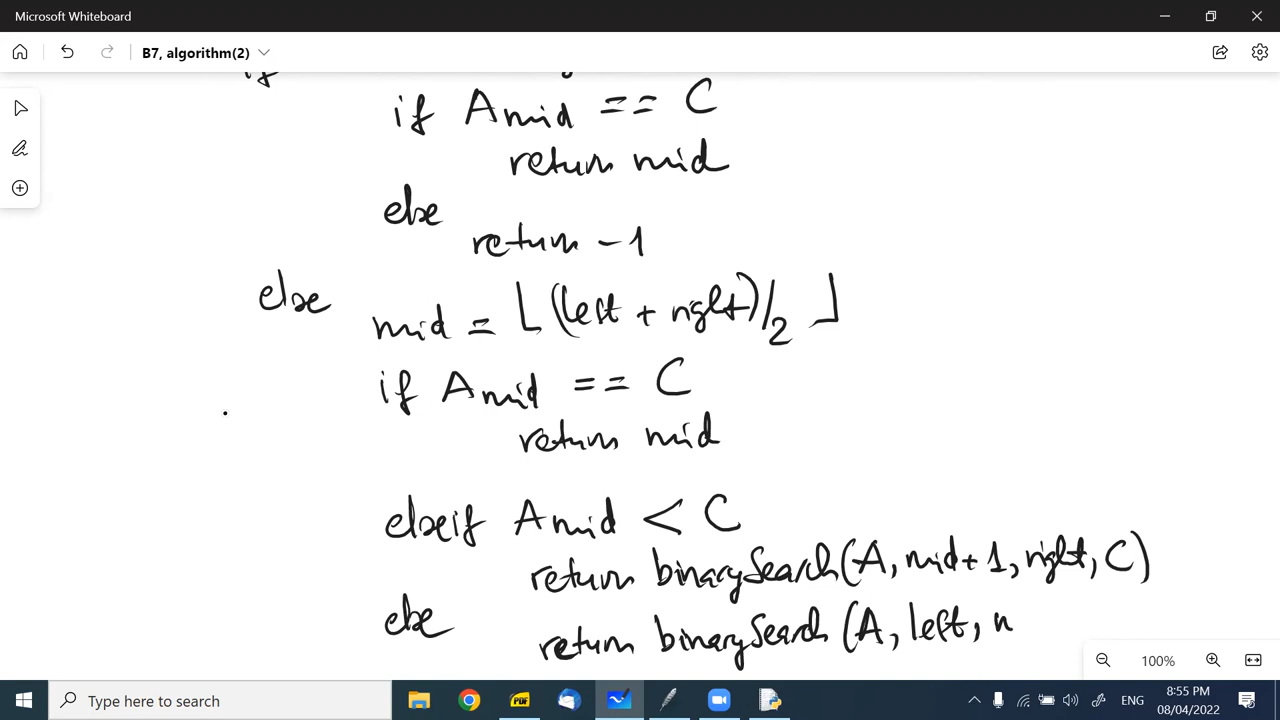 Microsoft Whiteboard
B7, algorithm(2)
if
if Amid == C
return mid
else
return -1
else
mid = ⌊(left + right)/2⌋
if Amid == C
return mid
elseif Amid < C
return binarySearch(A, mid+1, right, C)
else
return binarySearch (A, left, n
100%
Type here to search
PDF
ENG
8:55 PM
08/04/2022